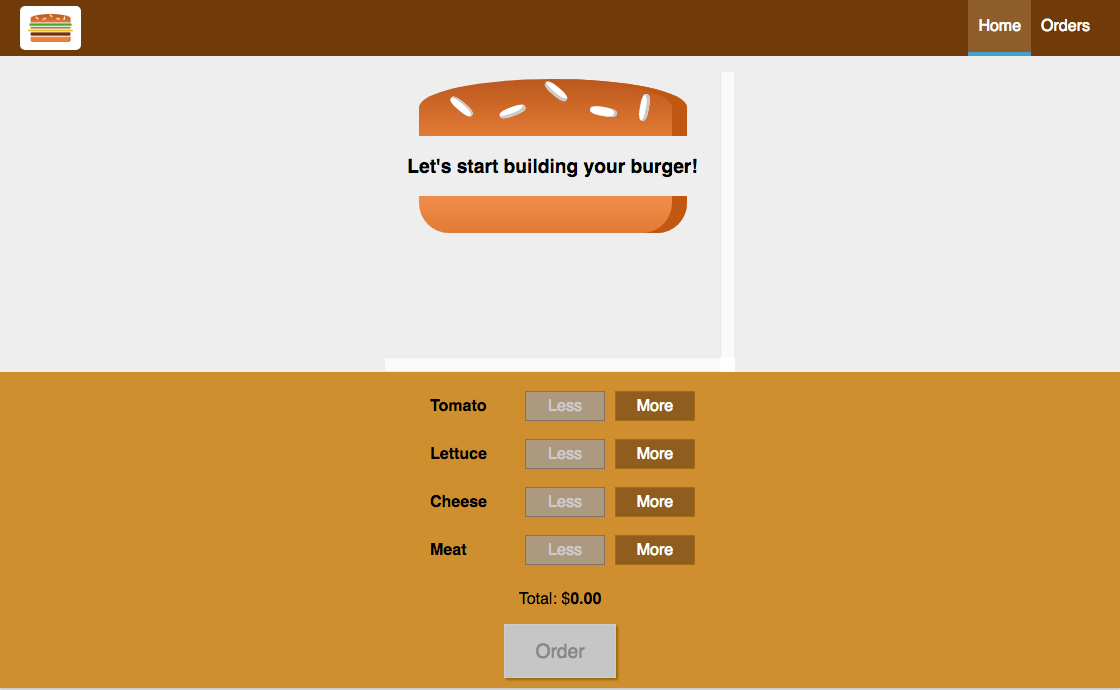 Home Orders
Let's start building your burger!
Tomato Less More
Lettuce Less More
Cheese Less More
Meat Less More
Total: $0.00
Order